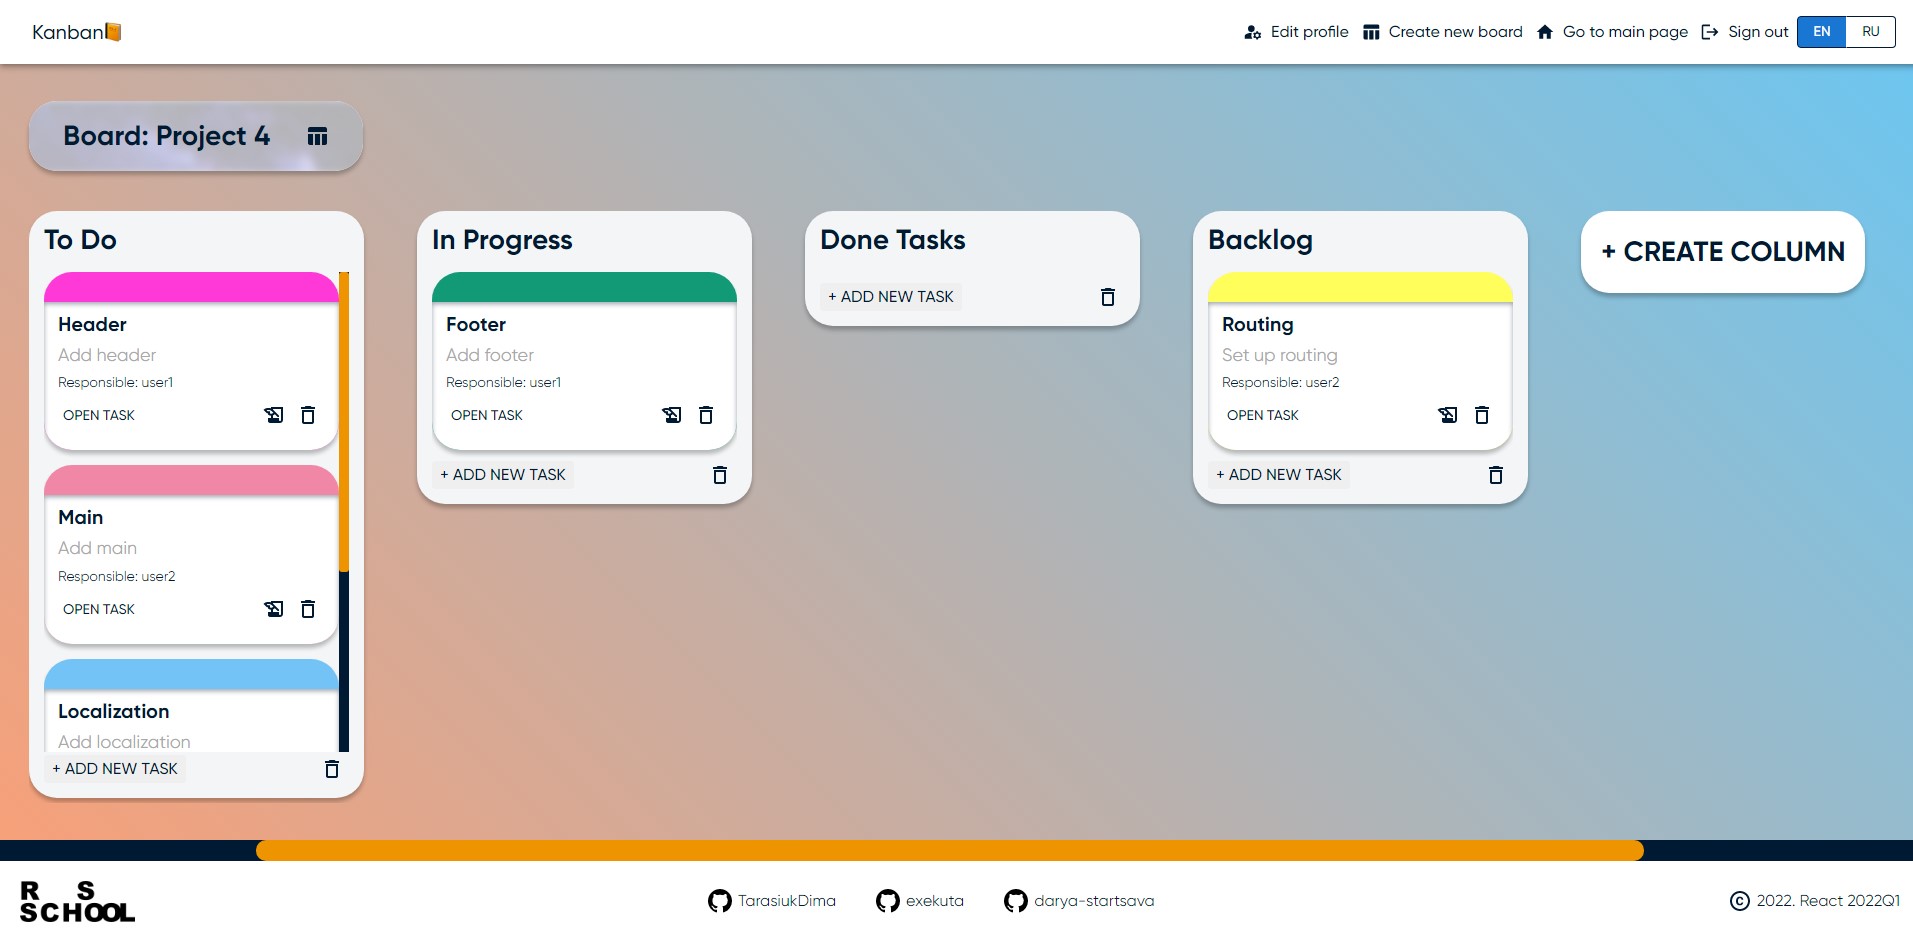 Kanban
Edit profile
Create new board
Go to main page
Sign out
EN
RU
Board: Project 4
To Do
Header
Add header
Responsible: user1
OPEN TASK
Main
Add main
Responsible: user2
OPEN TASK
Localization
Add localization
+ ADD NEW TASK
In Progress
Footer
Add footer
Responsible: user1
OPEN TASK
+ ADD NEW TASK
Done Tasks
+ ADD NEW TASK
Backlog
Routing
Set up routing
Responsible: user2
OPEN TASK
+ ADD NEW TASK
+ CREATE COLUMN
R S
SCHOOL
TarasiukDima
exekuta
darya-startsava
© 2022. React 2022Q1